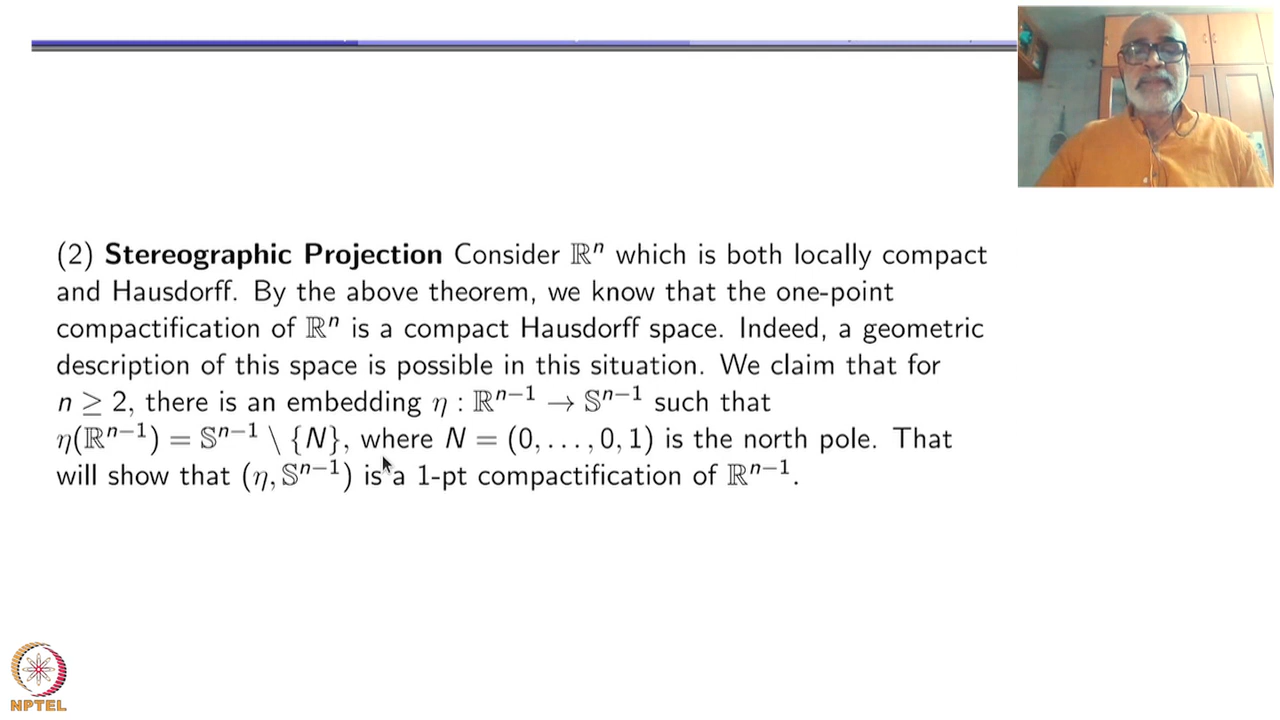 (2) Stereographic Projection Consider ℝⁿ which is both locally compact
and Hausdorff. By the above theorem, we know that the one-point
compactification of ℝⁿ is a compact Hausdorff space. Indeed, a geometric
description of this space is possible in this situation. We claim that for
n ≥ 2, there is an embedding η : ℝⁿ⁻¹ → 𝕊ⁿ⁻¹ such that
η(ℝⁿ⁻¹) = 𝕊ⁿ⁻¹ \ {N}, where N = (0, …, 0, 1) is the north pole. That
will show that (η, 𝕊ⁿ⁻¹) is a 1-pt compactification of ℝⁿ⁻¹.
NPTEL